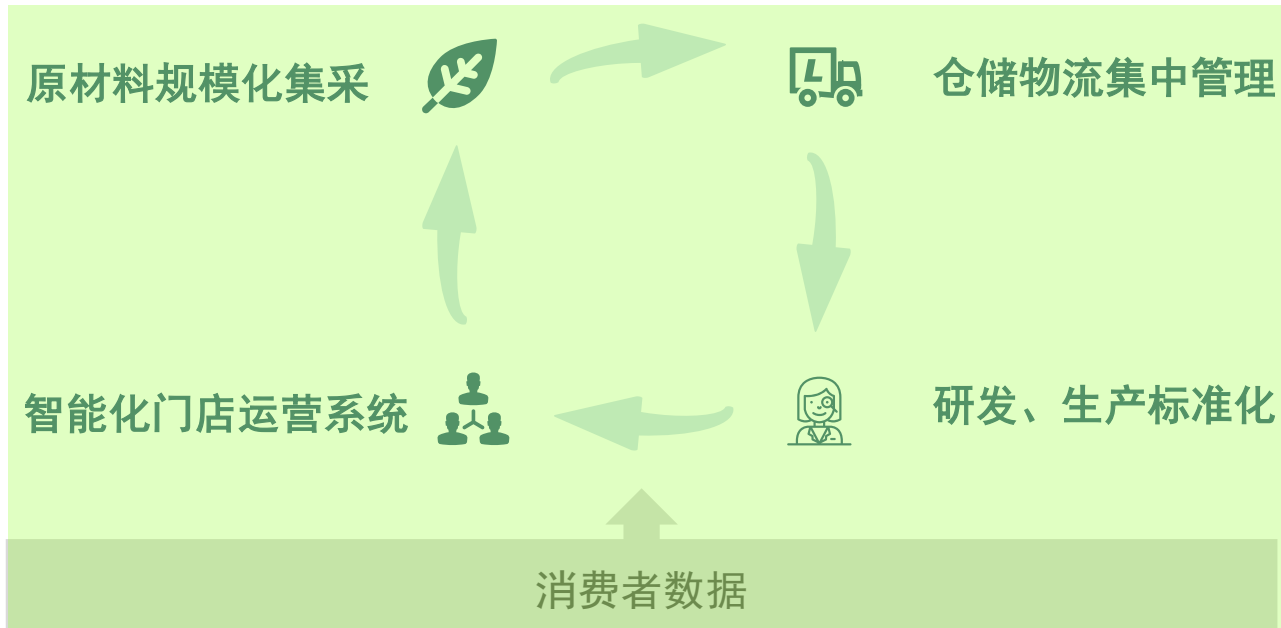 原材料规模化集采
仓储物流集中管理
智能化门店运营系统
研发、生产标准化
消费者数据